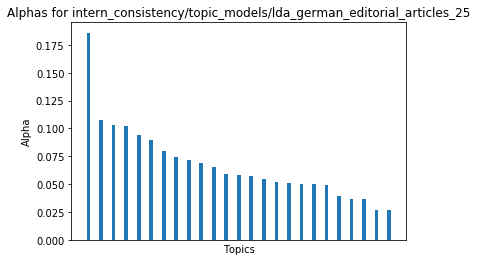 Alphas for intern_consistency/topic_models/lda_german_editorial_articles_25
0.175
0.150
0.125
0.100
0.075
0.050
0.025
0.000
Alpha
Topics